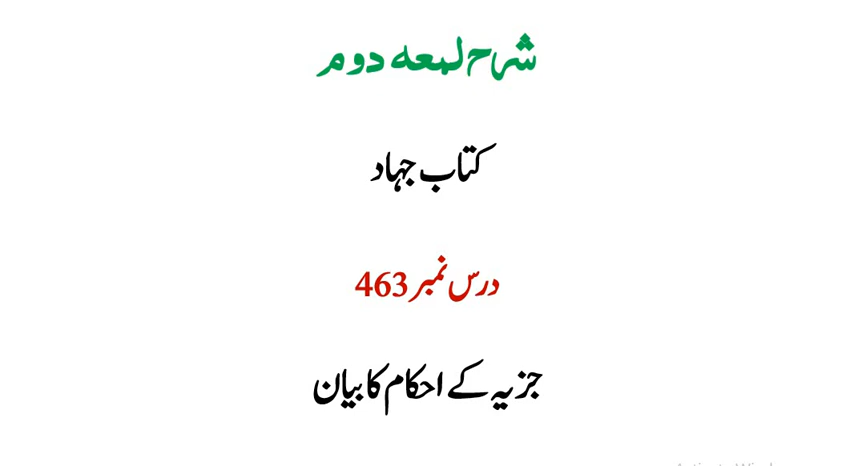 شرح لمعہ دوم
کتاب جہاد
درس نمبر 463
جزیہ کے احکام کا بیان